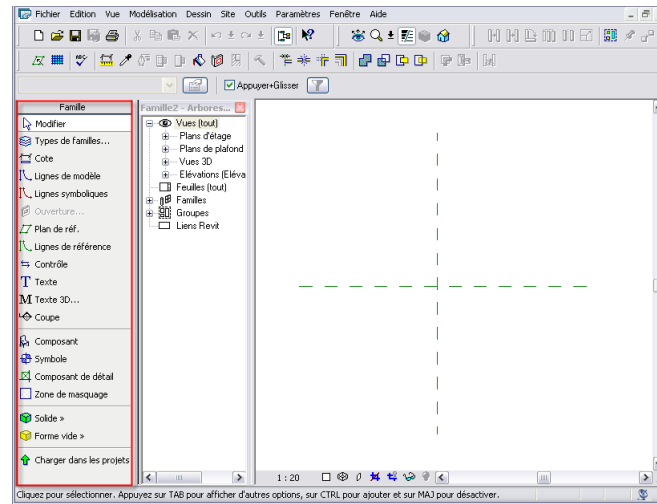 Fichier Edition Vue Modélisation Dessin Site Outils Paramètres Fenêtre Aide
Appuyer+Glisser
Famille
Modifier
Types de familles...
Cote
Lignes de modèle
Lignes symboliques
Ouverture...
Plan de réf.
Lignes de référence
Contrôle
Texte
Texte 3D...
Coupe
Composant
Symbole
Composant de détail
Zone de masquage
Solide »
Forme vide »
Charger dans les projets
Famille2 - Arbores...
Vues (tout)
Plans d'étage
Plans de plafond
Vues 3D
Elévations (Eléva
Feuilles (tout)
Familles
Groupes
Liens Revit
1 : 20
Cliquez pour sélectionner. Appuyez sur TAB pour afficher d'autres options, sur CTRL pour ajouter et sur MAJ pour désactiver.